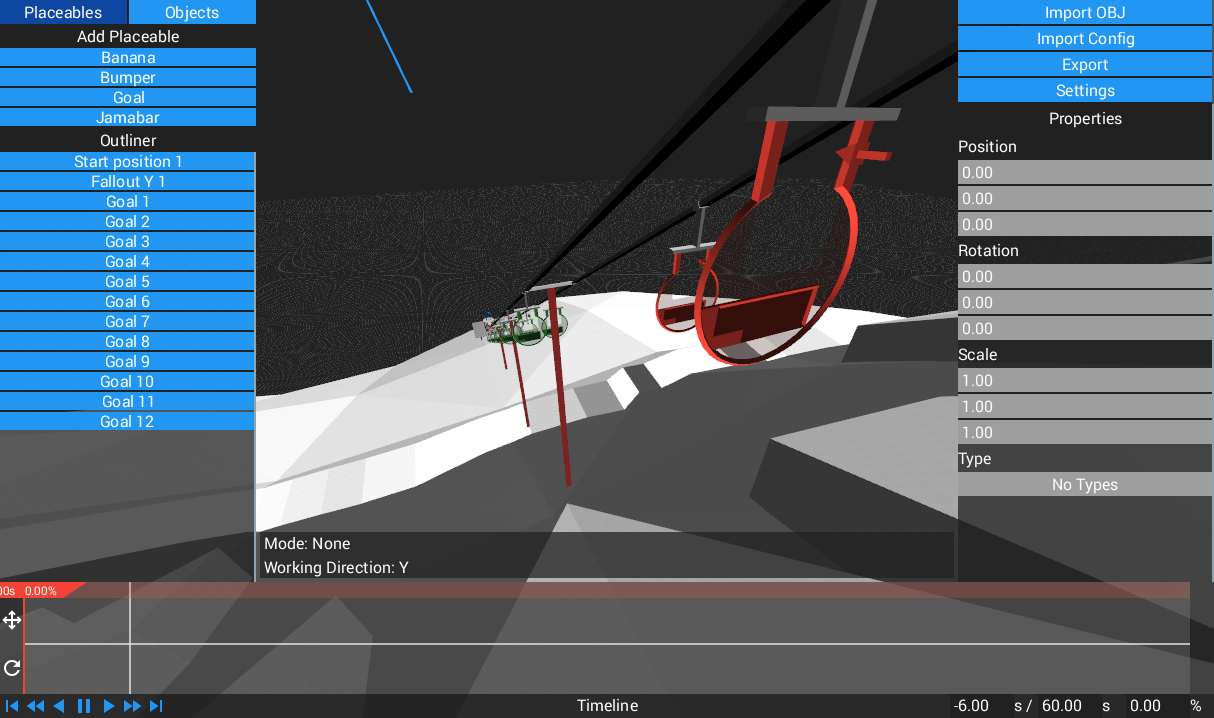 Placeables
Objects
Add Placeable
Banana
Bumper
Goal
Jamabar
Outliner
Start position 1
Fallout Y 1
Goal 1
Goal 2
Goal 3
Goal 4
Goal 5
Goal 6
Goal 7
Goal 8
Goal 9
Goal 10
Goal 11
Goal 12
Import OBJ
Import Config
Export
Settings
Properties
Position
0.00
0.00
0.00
Rotation
0.00
0.00
0.00
Scale
1.00
1.00
1.00
Type
No Types
Mode: None
Working Direction: Y
00s 0.00%
Timeline
-6.00 s / 60.00 s 0.00 %